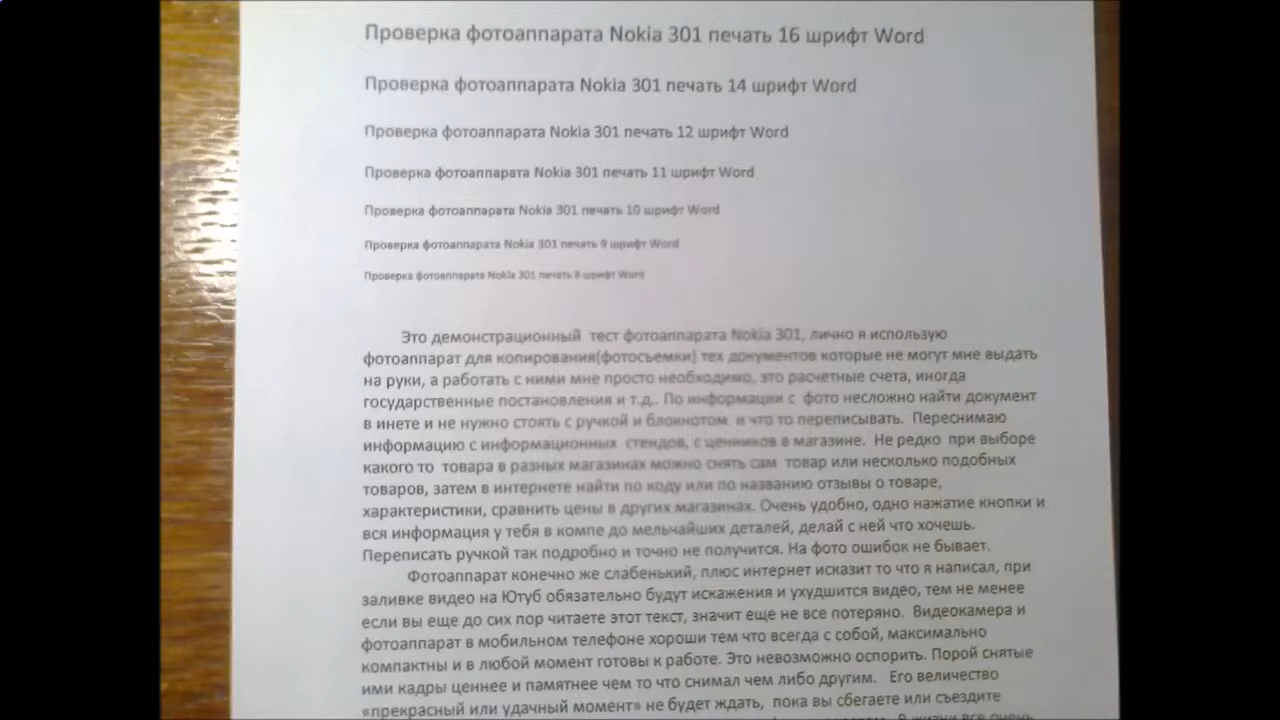 Проверка фотоаппарата Nokia 301 печать 16 шрифт Word
Проверка фотоаппарата Nokia 301 печать 14 шрифт Word
Проверка фотоаппарата Nokia 301 печать 12 шрифт Word
Проверка фотоаппарата Nokia 301 печать 11 шрифт Word
Проверка фотоаппарата Nokia 301 печать 10 шрифт Word
Проверка фотоаппарата Nokia 301 печать 9 шрифт Word
Проверка фотоаппарата Nokia 301 печать 8 шрифт Word
Это демонстрационный тест фотоаппарата Nokia 301, лично я использую
фотоаппарат для копирования(фотосъемки) тех документов которые не могут мне выдать
на руки, а работать с ними мне просто необходимо, это расчетные счета, иногда
государственные постановления и т.д.. По информации с фото несложно найти документ
в инете и не нужно стоять с ручкой и блокнотом и что то переписывать. Переснимаю
информацию с информационных стендов, с ценников в магазине. Не редко при выборе
какого то товара в разных магазинах можно снять сам товар или несколько подобных
товаров, затем в интернете найти по коду или по названию отзывы о товаре,
характеристики, сравнить цены в других магазинах. Очень удобно, одно нажатие кнопки и
вся информация у тебя в компе до мельчайших деталей, делай с ней что хочешь.
Переписать ручкой так подробно и точно не получится. На фото ошибок не бывает.
Фотоаппарат конечно же слабенький, плюс интернет исказит то что я написал, при
заливке видео на Ютуб обязательно будут искажения и ухудшится видео, тем не менее
если вы еще до сих пор читаете этот текст, значит еще не все потеряно. Видеокамера и
фотоаппарат в мобильном телефоне хороши тем что всегда с собой, максимально
компактны и в любой момент готовы к работе. Это невозможно оспорить. Порой снятые
ими кадры ценнее и памятнее чем то что снимал чем либо другим. Его величество
«прекрасный или удачный момент» не будет ждать, пока вы сбегаете или съездите
В жизни все очень